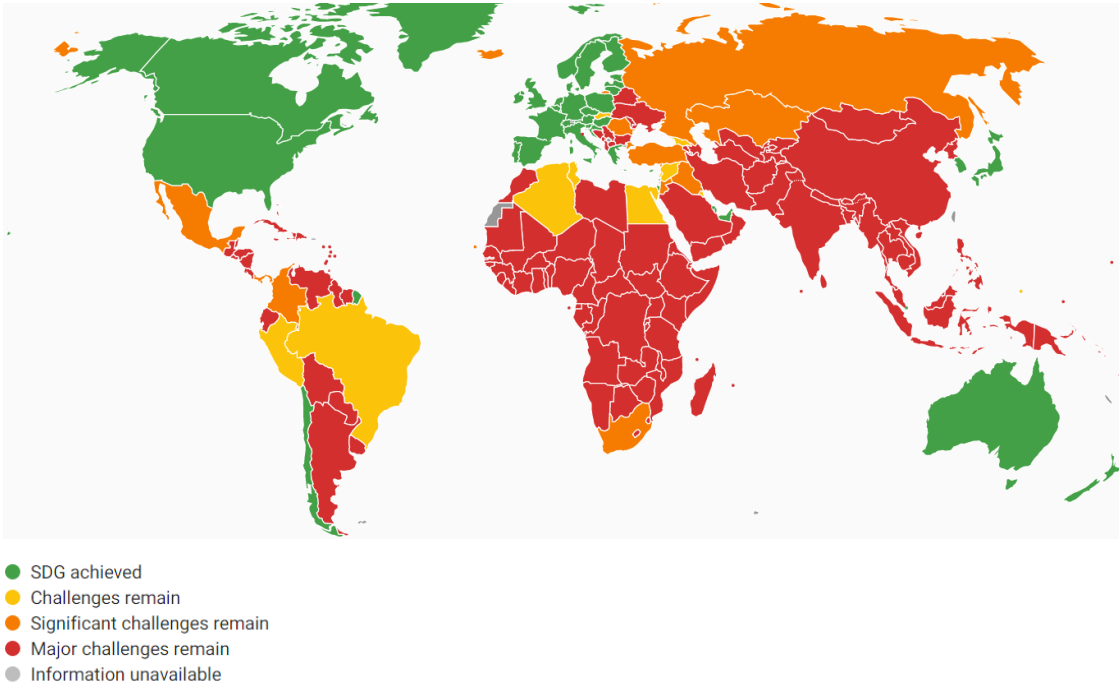 SDG achieved
Challenges remain
Significant challenges remain
Major challenges remain
Information unavailable